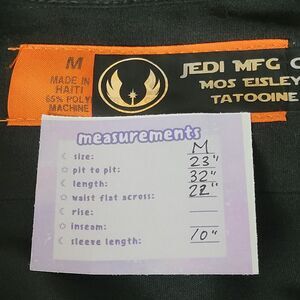 M
MADE IN
HAITI
65% POLY
MACHINE
JEDI MFG
MOS EISLEY
TATOOINE
measurements
size: M
pit to pit: 23"
length: 32"
waist flat across: 22"
rise:
inseam:
sleeve length: 10"